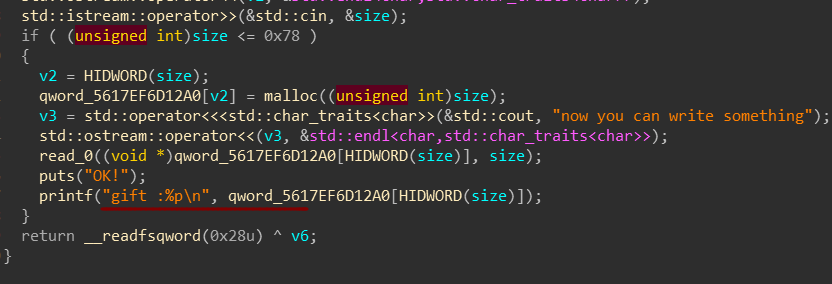 std::istream::operator>>(&std::cin, &size);
if ( (unsigned int)size <= 0x78 )
{
v2 = HIDWORD(size);
qword_5617EF6D12A0[v2] = malloc((unsigned int)size);
v3 = std::operator<<<std::char_traits<char>>(&std::cout, "now you can write something");
std::ostream::operator<<(v3, &std::endl<char,std::char_traits<char>>);
read_0((void *)qword_5617EF6D12A0[HIDWORD(size)], size);
puts("OK!");
printf("gift :%p\n", qword_5617EF6D12A0[HIDWORD(size)]);
}
return __readfsqword(0x28u) ^ v6;
}